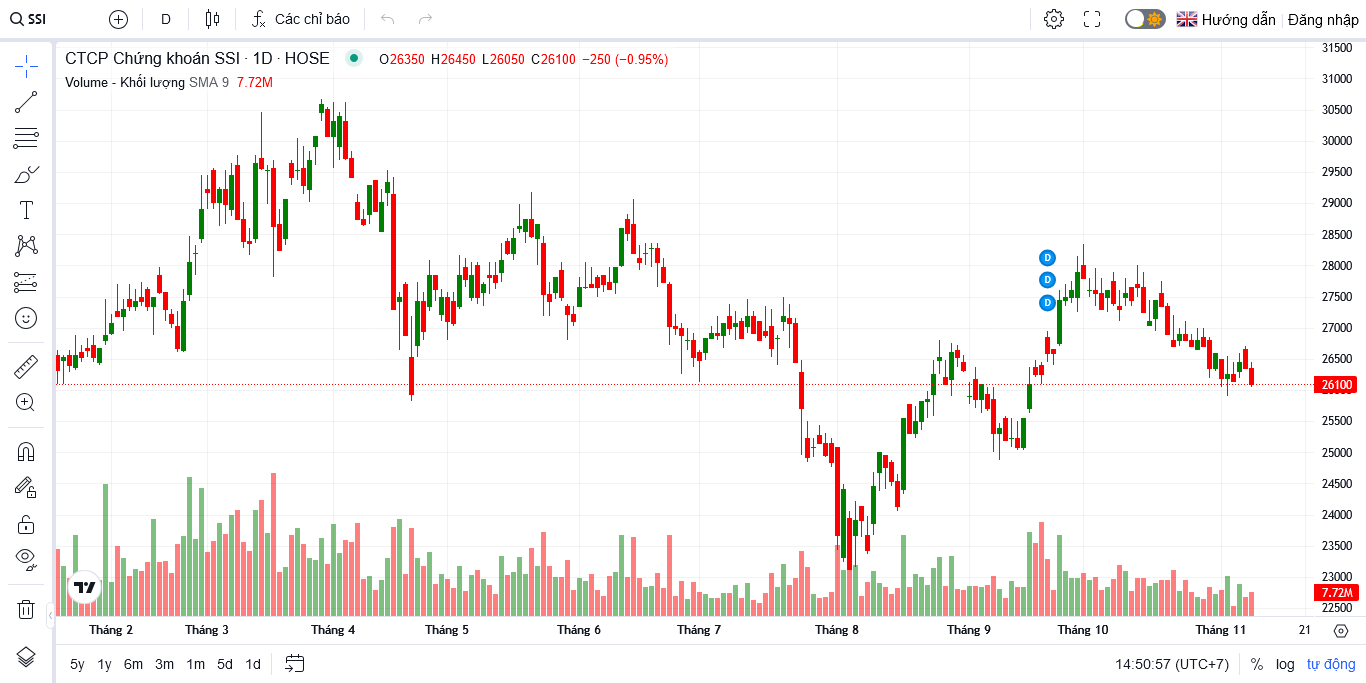 SSI D Các chỉ báo Hướng dẫn Đăng nhập
CTCP Chứng khoán SSI · 1D · HOSE O26350 H26450 L26050 C26100 −250 (−0.95%)
Volume - Khối lượng SMA 9 7.72M
31500
31000
30500
30000
29500
29000
28500
28000
27500
27000
26500
26100
25500
25000
24500
24000
23500
23000
7.72M
22500
D
D
D
Tháng 2 Tháng 3 Tháng 4 Tháng 5 Tháng 6 Tháng 7 Tháng 8 Tháng 9 Tháng 10 Tháng 11 21
5y 1y 6m 3m 1m 5d 1d 14:50:57 (UTC+7) % log tự động